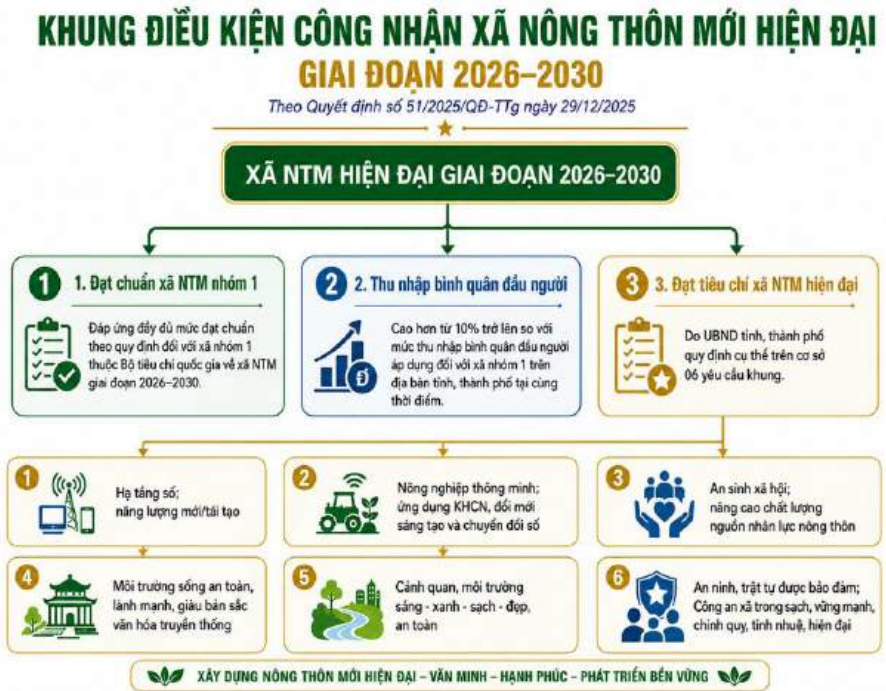 KHUNG ĐIỀU KIỆN CÔNG NHẬN XÃ NÔNG THÔN MỚI HIỆN ĐẠI
GIAI ĐOẠN 2026–2030
Theo Quyết định số 51/2025/QĐ-TTg ngày 29/12/2025
XÃ NTM HIỆN ĐẠI GIAI ĐOẠN 2026–2030
1
1. Đạt chuẩn xã NTM nhóm 1
Đáp ứng đầy đủ mức đạt chuẩn
theo quy định đối với xã nhóm 1
thuộc Bộ tiêu chí quốc gia về xã NTM
giai đoạn 2026–2030.
2
2. Thu nhập bình quân đầu người
Cao hơn từ 10% trở lên so với
mức thu nhập bình quân đầu người
áp dụng đối với xã nhóm 1 trên
địa bàn tỉnh, thành phố tại cùng
thời điểm.
Đ
3
3. Đạt tiêu chí xã NTM hiện đại
Do UBND tỉnh, thành phố
quy định cụ thể trên cơ sở
06 yêu cầu khung.
1
Hạ tầng số;
năng lượng mới/tái tạo
2
Nông nghiệp thông minh;
ứng dụng KHCN, đổi mới
sáng tạo và chuyển đổi số
3
An sinh xã hội;
nâng cao chất lượng
nguồn nhân lực nông thôn
4
Môi trường sống an toàn,
lành mạnh, giàu bản sắc
văn hóa truyền thống
5
Cảnh quan, môi trường
sáng - xanh - sạch - đẹp,
an toàn
6
An ninh, trật tự được bảo đảm;
Công an xã trong sạch, vững mạnh,
chính quy, tinh nhuệ, hiện đại
XÂY DỰNG NÔNG THÔN MỚI HIỆN ĐẠI – VĂN MINH – HẠNH PHÚC – PHÁT TRIỂN BỀN VỮNG